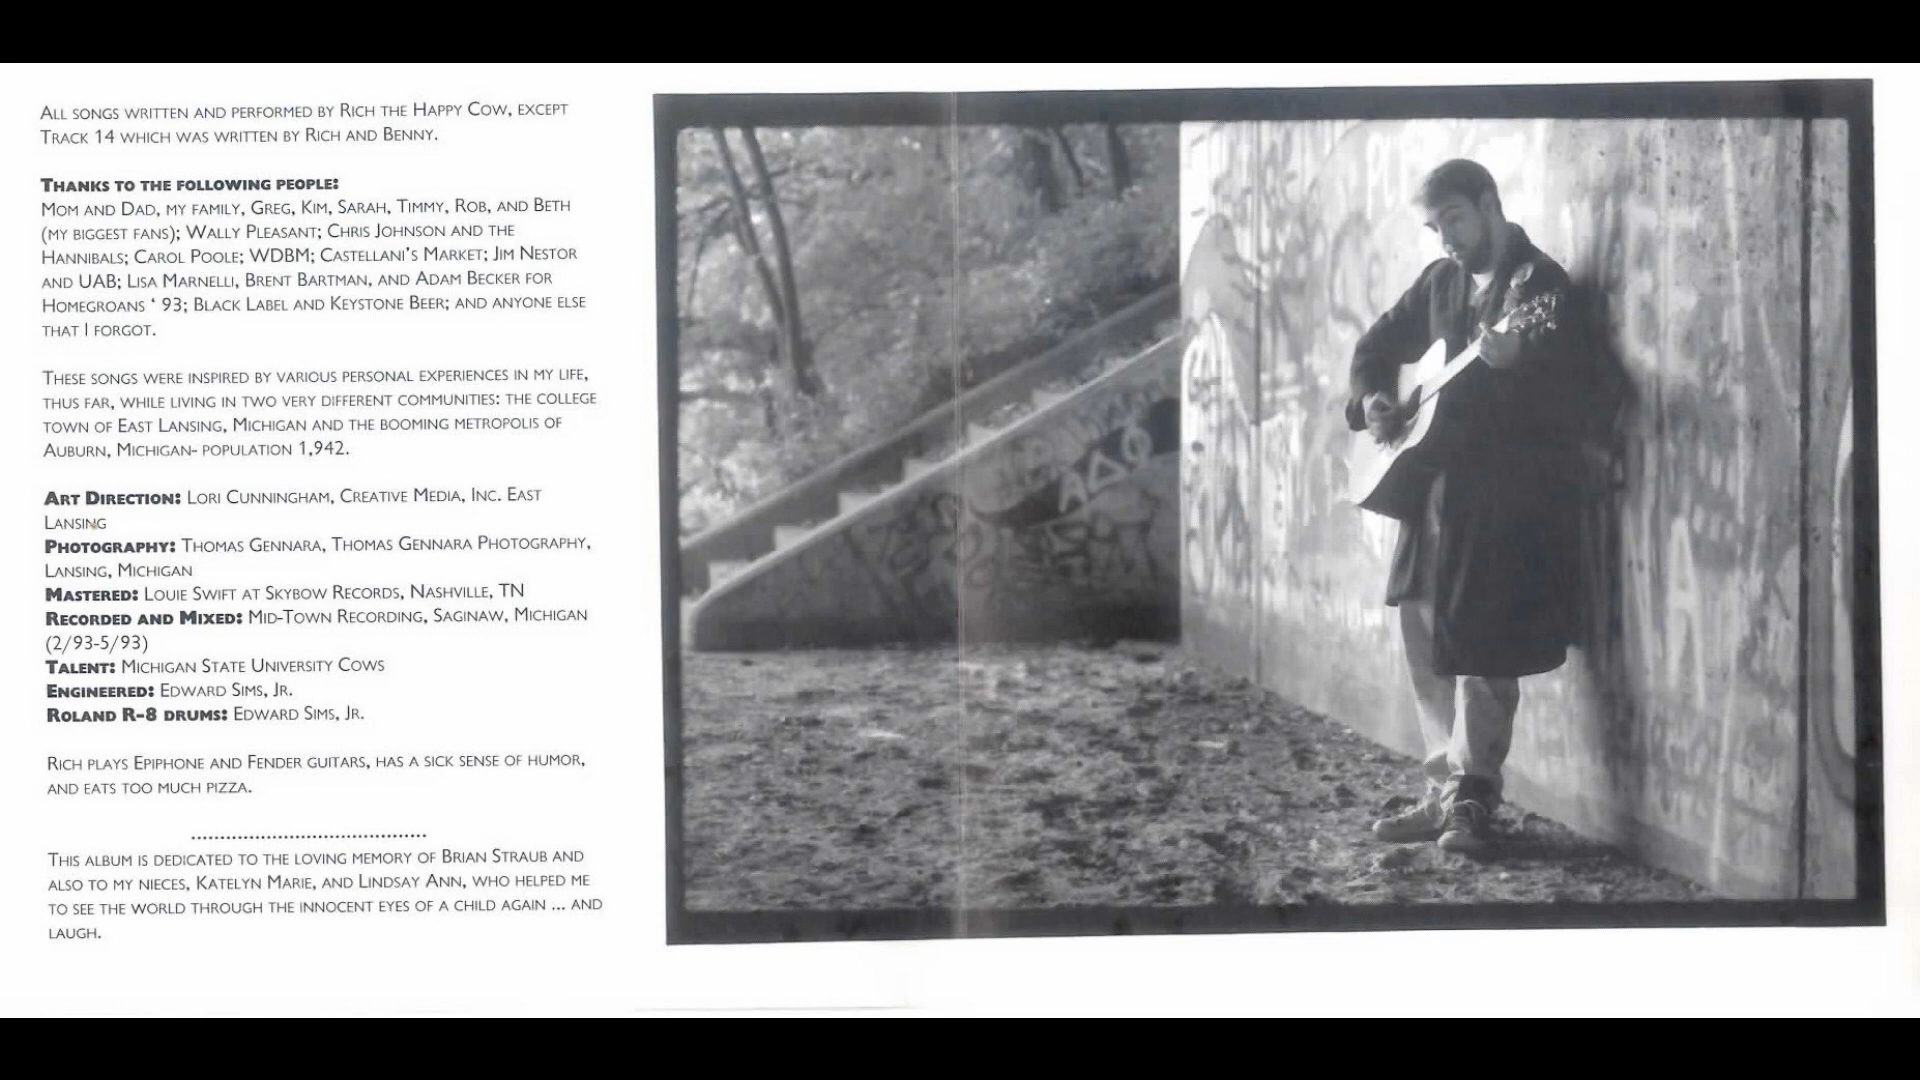 All songs written and performed by Rich the Happy Cow, except
Track 14 which was written by Rich and Benny.
Thanks to the following people:
Mom and Dad, my family, Greg, Kim, Sarah, Timmy, Rob, and Beth
(my biggest fans); Wally Pleasant; Chris Johnson and the
Hannibals; Carol Poole; WDBM; Castellani's Market; Jim Nestor
and UAB; Lisa Marnelli, Brent Bartman, and Adam Becker for
Homegroans ' 93; Black Label and Keystone Beer; and anyone else
that I forgot.
These songs were inspired by various personal experiences in my life,
thus far, while living in two very different communities: the college
town of East Lansing, Michigan and the booming metropolis of
Auburn, Michigan- population 1,942.
Art Direction: Lori Cunningham, Creative Media, Inc. East
Lansing
Photography: Thomas Gennara, Thomas Gennara Photography,
Lansing, Michigan
Mastered: Louie Swift at Skybow Records, Nashville, TN
Recorded and Mixed: Mid-Town Recording, Saginaw, Michigan
(2/93-5/93)
Talent: Michigan State University Cows
Engineered: Edward Sims, Jr.
Roland R-8 drums: Edward Sims, Jr.
Rich plays Epiphone and Fender guitars, has a sick sense of humor,
and eats too much pizza.
This album is dedicated to the loving memory of Brian Straub and
also to my nieces, Katelyn Marie, and Lindsay Ann, who helped me
to see the world through the innocent eyes of a child again ... and
laugh.
ΑΔΦ